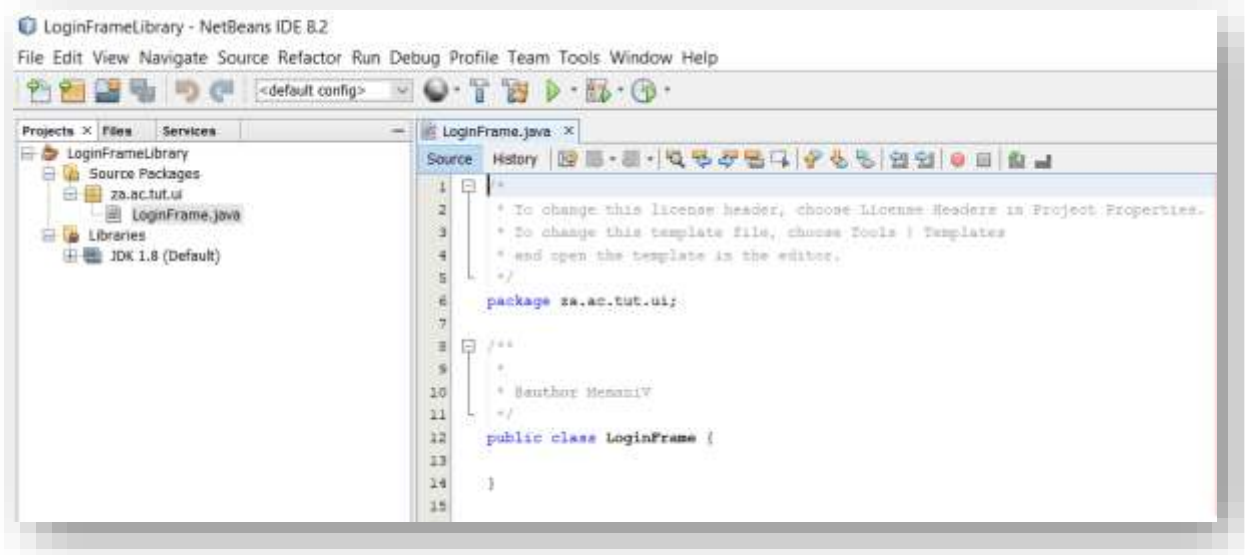 LoginFrameLibrary - NetBeans IDE 8.2
File Edit View Navigate Source Refactor Run Debug Profile Team Tools Window Help
<default config>
Projects × Files Services
LoginFrame.java ×
LoginFrameLibrary
Source Packages
za.ac.tut.ui
LoginFrame.java
Libraries
JDK 1.8 (Default)
Source History
1 /*
2 * To change this license header, choose License Headers in Project Properties.
3 * To change this template file, choose Tools | Templates
4 * and open the template in the editor.
5 */
6 package za.ac.tut.ui;
7
8 /**
9 *
10 * @author MemaniV
11 */
12 public class LoginFrame {
13
14 }
15